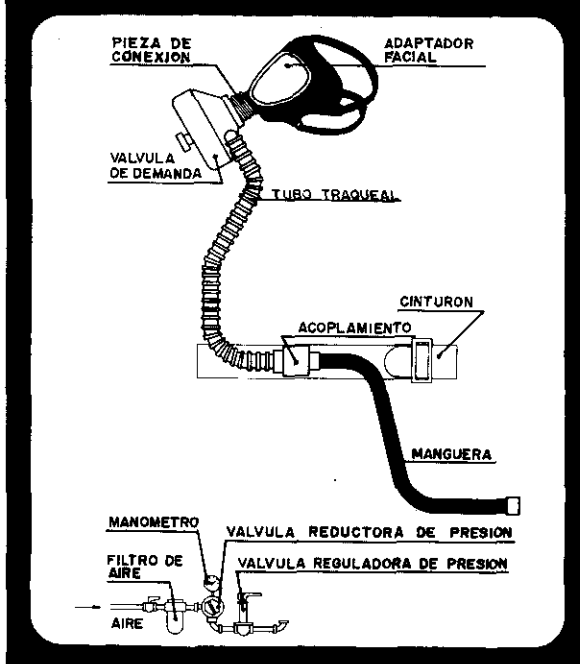 PIEZA DE
CONEXION
ADAPTADOR
FACIAL
VALVULA
DE DEMANDA
TUBO TRAQUEAL
CINTURON
ACOPLAMIENTO
MANGUERA
MANOMETRO
VALVULA REDUCTORA DE PRESION
FILTRO DE
AIRE
VALVULA REGULADORA DE PRESION
AIRE